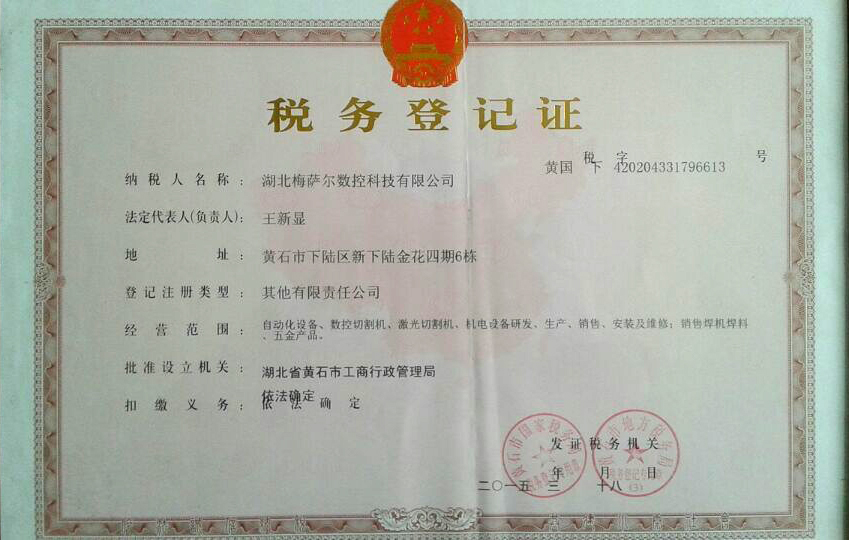 税务登记证
税 字 号
黄国 下 420204331796613
纳税人名称：湖北梅萨尔数控科技有限公司
法定代表人(负责人)：王新显
地 址：黄石市下陆区新下陆金花四期6栋
登记注册类型：其他有限责任公司
经营范围：自动化设备、数控切割机、激光切割机、机电设备研发、生产、销售、安装及维修；销售焊机焊料
、五金产品。
批准设立机关：湖北省黄石市工商行政管理局
依法确定
扣缴义务：依法确定
发证税务机关
年 月 日
二〇一五 三 十八